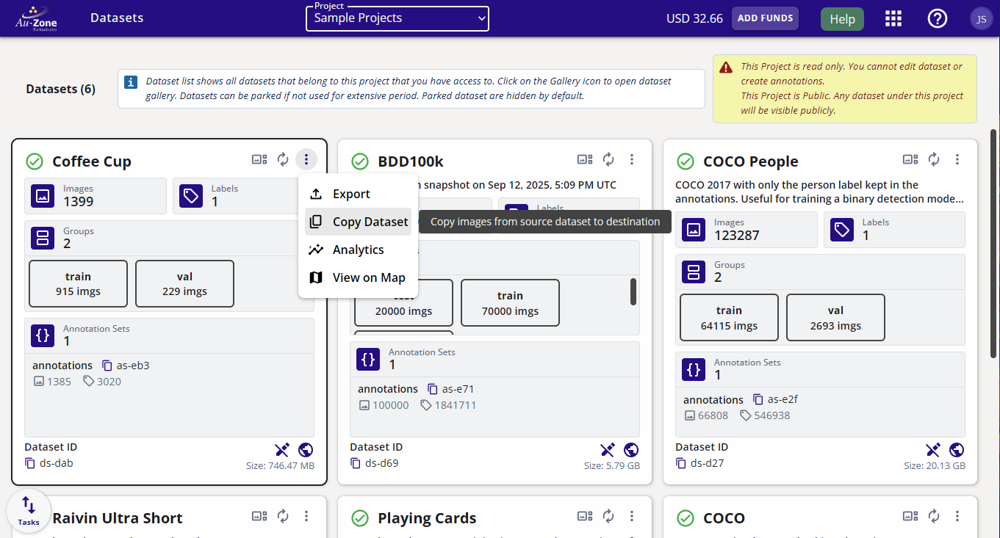 Au-Zone
Technologies
Datasets
Project
Sample Projects
USD 32.66
ADD FUNDS
Help
JS
Datasets (6)
Dataset list shows all datasets that belong to this project that you have access to. Click on the Gallery icon to open dataset
gallery. Datasets can be parked if not used for extensive period. Parked dataset are hidden by default.
This Project is read only. You cannot edit dataset or
create annotations.
This Project is Public. Any dataset under this project
will be visible publicly.
Coffee Cup
Images
1399
Labels
1
Groups
2
train
915 imgs
val
229 imgs
Annotation Sets
1
annotations as-eb3
1385 3020
Dataset ID
ds-dab
Size: 746.47 MB
Export
Copy Dataset
Analytics
View on Map
Copy images from source dataset to destination
BDD100k
snapshot on Sep 12, 2025, 5:09 PM UTC
Labels
20000 imgs
train
70000 imgs
Annotation Sets
1
annotations as-e71
100000 1841711
Dataset ID
ds-d69
Size: 5.79 GB
COCO People
COCO 2017 with only the person label kept in the
annotations. Useful for training a binary detection mode...
Images
123287
Labels
1
Groups
2
train
64115 imgs
val
2693 imgs
Annotation Sets
1
annotations as-e2f
66808 546938
Dataset ID
ds-d27
Size: 20.13 GB
Tasks
Raivin Ultra Short
Playing Cards
COCO